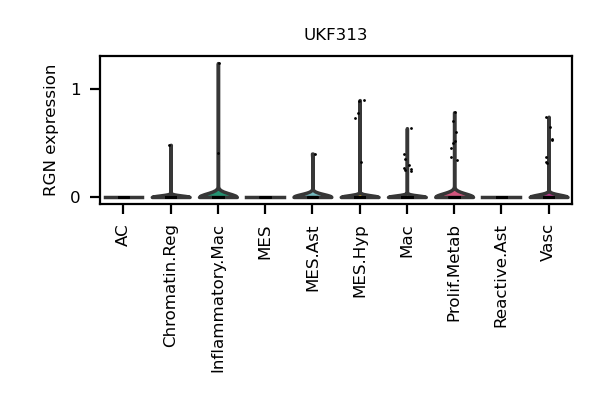 UKF313
RGN expression
1
0
AC
Chromatin.Reg
Inflammatory.Mac
MES
MES.Ast
MES.Hyp
Mac
Prolif.Metab
Reactive.Ast
Vasc